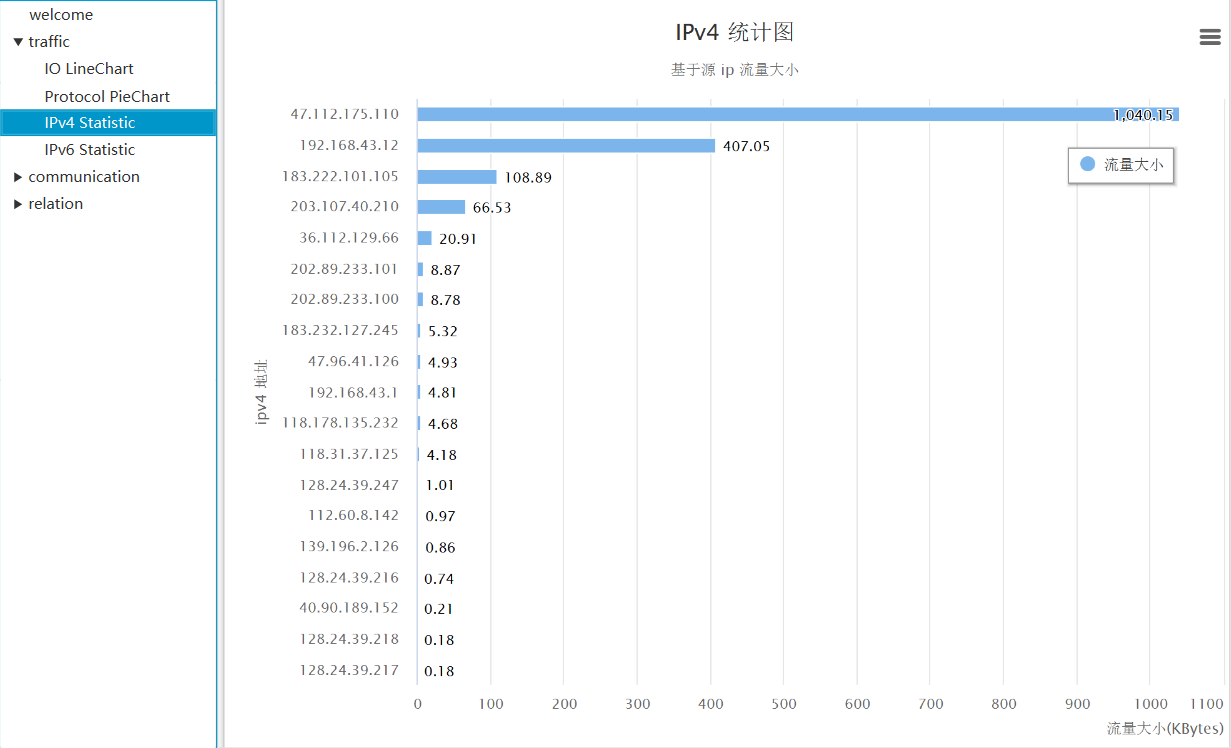 welcome
traffic
IO LineChart
Protocol PieChart
IPv4 Statistic
IPv6 Statistic
communication
relation
IPv4 统计图
基于源 ip 流量大小
ipv4 地址
47.112.175.110 1,040.15
192.168.43.12 407.05
183.222.101.105 108.89
203.107.40.210 66.53
36.112.129.66 20.91
202.89.233.101 8.87
202.89.233.100 8.78
183.232.127.245 5.32
47.96.41.126 4.93
192.168.43.1 4.81
118.178.135.232 4.68
118.31.37.125 4.18
128.24.39.247 1.01
112.60.8.142 0.97
139.196.2.126 0.86
128.24.39.216 0.74
40.90.189.152 0.21
128.24.39.218 0.18
128.24.39.217 0.18
流量大小
0 100 200 300 400 500 600 700 800 900 1000 1100
流量大小(KBytes)